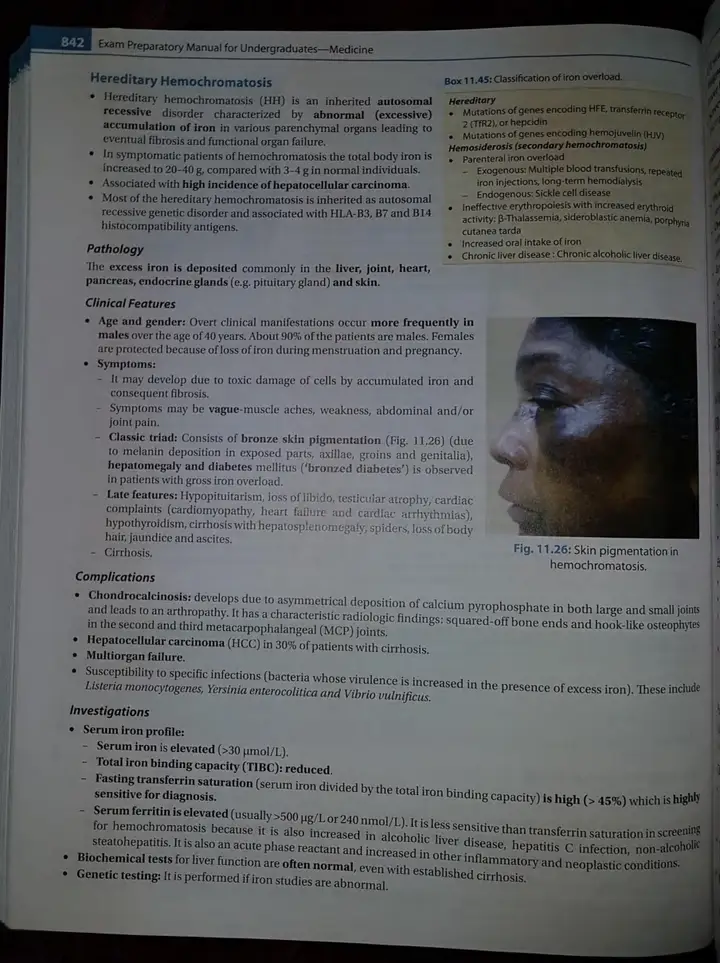 842 Exam Preparatory Manual for Undergraduates—Medicine
Hereditary Hemochromatosis
• Hereditary hemochromatosis (HH) is an inherited autosomal
recessive disorder characterized by abnormal (excessive)
accumulation of iron in various parenchymal organs leading to
eventual fibrosis and functional organ failure.
• In symptomatic patients of hemochromatosis the total body iron is
increased to 20–40 g, compared with 3–4 g in normal individuals.
• Associated with high incidence of hepatocellular carcinoma.
• Most of the hereditary hemochromatosis is inherited as autosomal
recessive genetic disorder and associated with HLA-B3, B7 and B14
histocompatibility antigens.
Pathology
The excess iron is deposited commonly in the liver, joint, heart,
pancreas, endocrine glands (e.g. pituitary gland) and skin.
Box 11.45: Classification of iron overload.
Hereditary
• Mutations of genes encoding HFE, transferrin receptor
2 (TfR2), or hepcidin
• Mutations of genes encoding hemojuvelin (HJV)
Hemosiderosis (secondary hemochromatosis)
• Parenteral iron overload
– Exogenous: Multiple blood transfusions, repeated
iron injections, long-term hemodialysis
– Endogenous: Sickle cell disease
• Ineffective erythropoiesis with increased erythroid
activity: β-Thalassemia, sideroblastic anemia, porphyria
cutanea tarda
• Increased oral intake of iron
• Chronic liver disease : Chronic alcoholic liver disease
Clinical Features
• Age and gender: Overt clinical manifestations occur more frequently in
males over the age of 40 years. About 90% of the patients are males. Females
are protected because of loss of iron during menstruation and pregnancy.
• Symptoms:
– It may develop due to toxic damage of cells by accumulated iron and
consequent fibrosis.
– Symptoms may be vague-muscle aches, weakness, abdominal and/or
joint pain.
– Classic triad: Consists of bronze skin pigmentation (Fig. 11.26) (due
to melanin deposition in exposed parts, axillae, groins and genitalia),
hepatomegaly and diabetes mellitus ('bronzed diabetes') is observed
in patients with gross iron overload.
– Late features: Hypopituitarism, loss of libido, testicular atrophy, cardiac
complaints (cardiomyopathy, heart failure and cardiac arrhythmias),
hypothyroidism, cirrhosis with hepatosplenomegaly, spiders, loss of body
hair, jaundice and ascites.
– Cirrhosis.
Fig. 11.26: Skin pigmentation in
hemochromatosis.
Complications
• Chondrocalcinosis: develops due to asymmetrical deposition of calcium pyrophosphate in both large and small joints
and leads to an arthropathy. It has a characteristic radiologic findings: squared-off bone ends and hook-like osteophytes
in the second and third metacarpophalangeal (MCP) joints.
• Hepatocellular carcinoma (HCC) in 30% of patients with cirrhosis.
• Multiorgan failure.
• Susceptibility to specific infections (bacteria whose virulence is increased in the presence of excess iron). These include
Listeria monocytogenes, Yersinia enterocolitica and Vibrio vulnificus.
Investigations
• Serum iron profile:
– Serum iron is elevated (>30 µmol/L).
– Total iron binding capacity (TIBC): reduced.
– Fasting transferrin saturation (serum iron divided by the total iron binding capacity) is high (> 45%) which is highly
sensitive for diagnosis.
– Serum ferritin is elevated (usually >500 µg/L or 240 nmol/L). It is less sensitive than transferrin saturation in screening
for hemochromatosis because it is also increased in alcoholic liver disease, hepatitis C infection, non-alcoholic
steatohepatitis. It is also an acute phase reactant and increased in other inflammatory and neoplastic conditions.
• Biochemical tests for liver function are often normal, even with established cirrhosis.
• Genetic testing: It is performed if iron studies are abnormal.